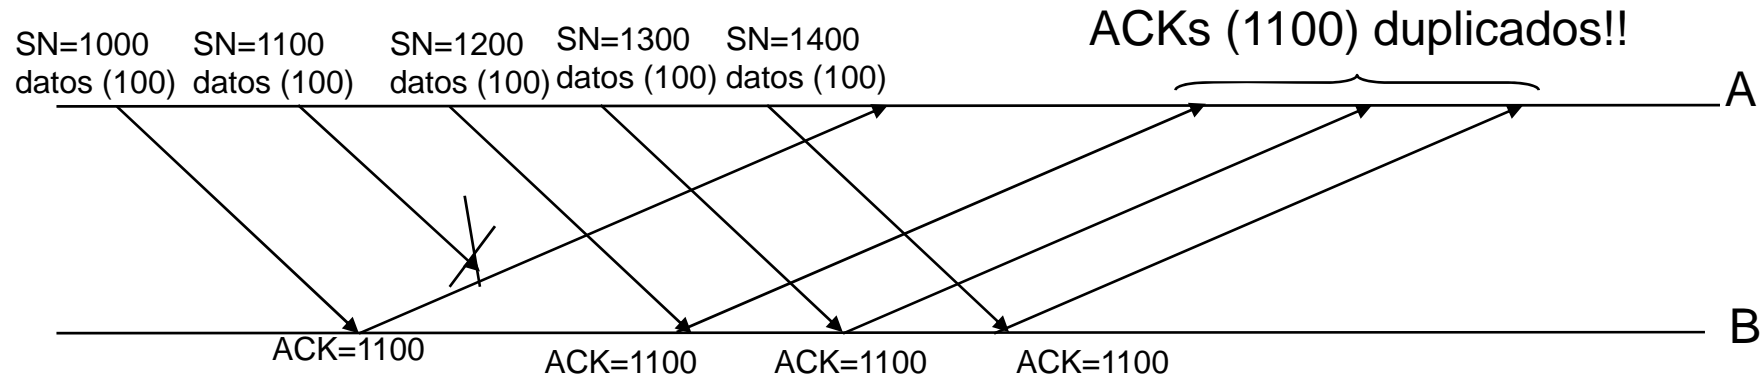 ACKs (1100) duplicados!!
SN=1000
datos (100)
SN=1100
datos (100)
SN=1200
datos (100)
SN=1300
datos (100)
SN=1400
datos (100)
A
B
ACK=1100
ACK=1100
ACK=1100
ACK=1100